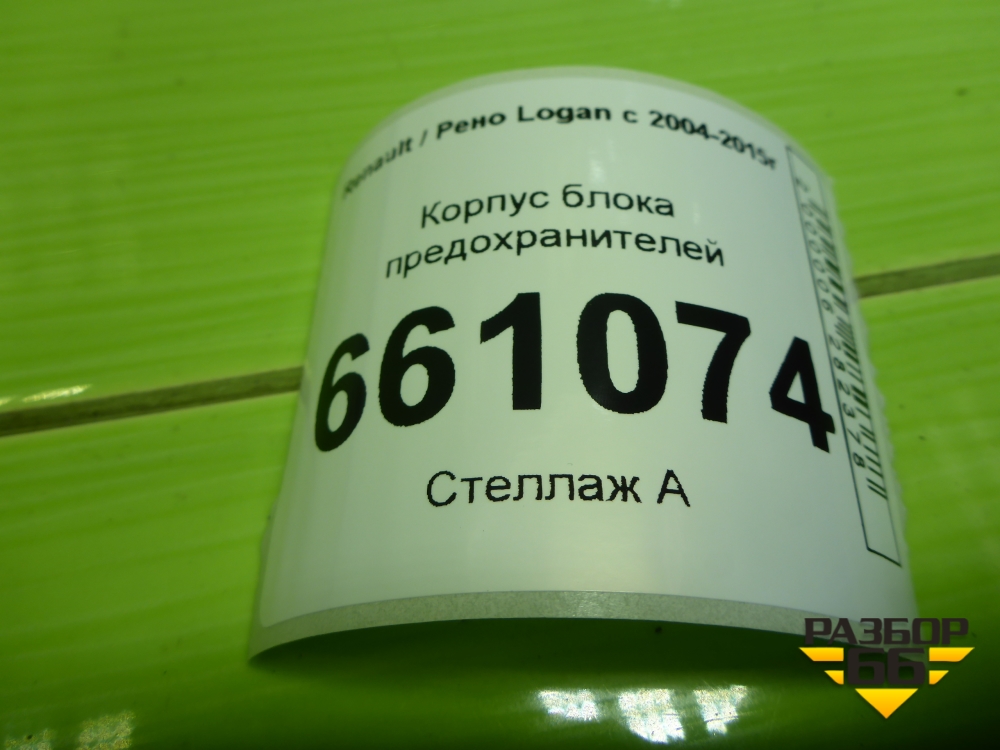 Renault / Рено Logan с 2004-2015г
Корпус блока
предохранителей
661074
Стеллаж А
РАЗБОР
66